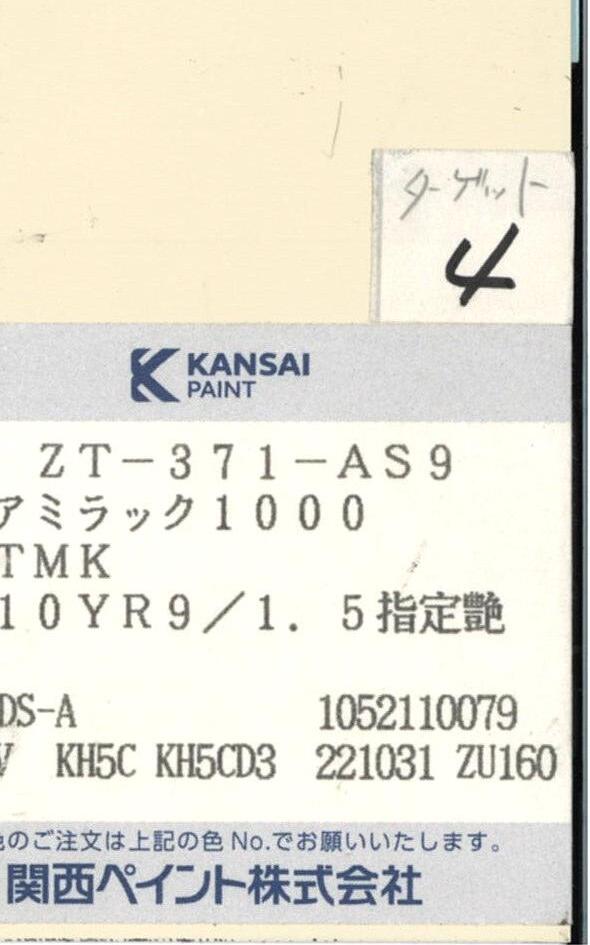 ターゲット
4
KANSAI
PAINT
ZT-371-AS9
アミラック1000
TMK
10YR9/1.5指定艶
DS-A 1052110079
V KH5C KH5CD3 221031 ZU160
色のご注文は上記の色No.でお願いいたします。
関西ペイント株式会社